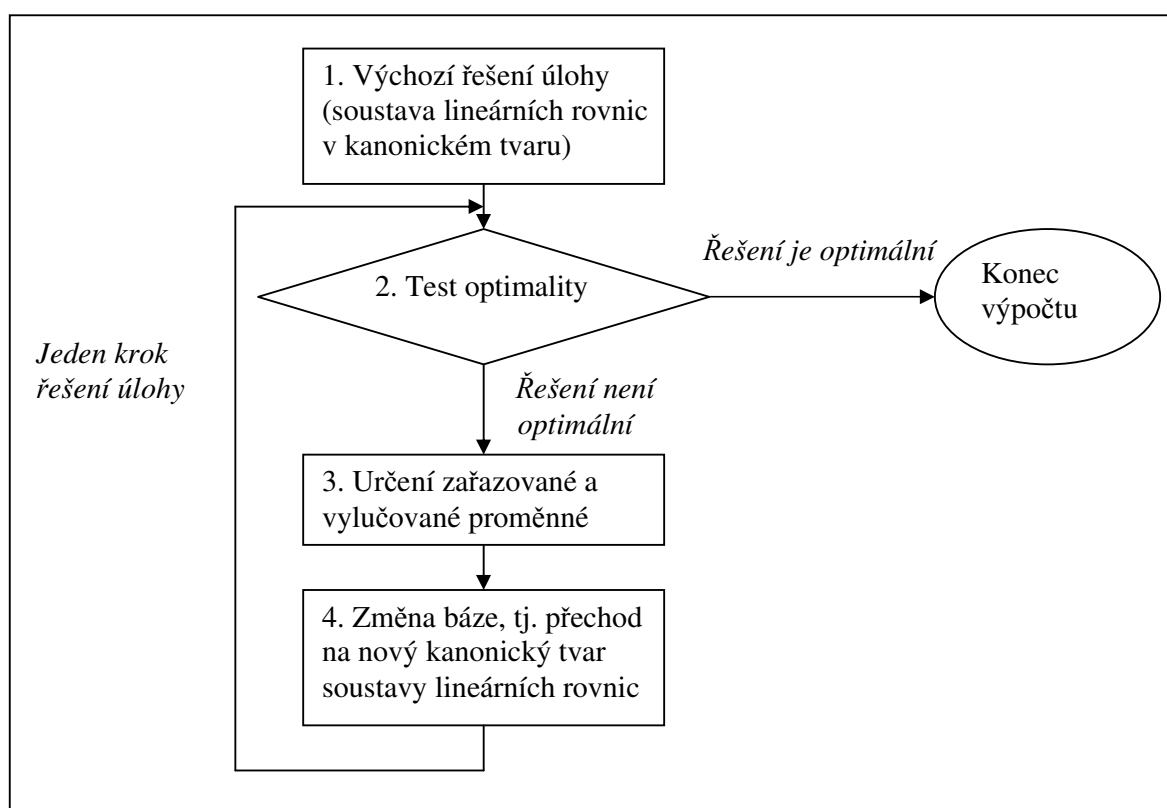 1. Výchozí řešení úlohy
(soustava lineárních rovnic
v kanonickém tvaru)
Řešení je optimální
2. Test optimality
Konec
výpočtu
Jeden krok
řešení úlohy
Řešení není
optimální
3. Určení zařazované a
vylučované proměnné
4. Změna báze, tj. přechod
na nový kanonický tvar
soustavy lineárních rovnic